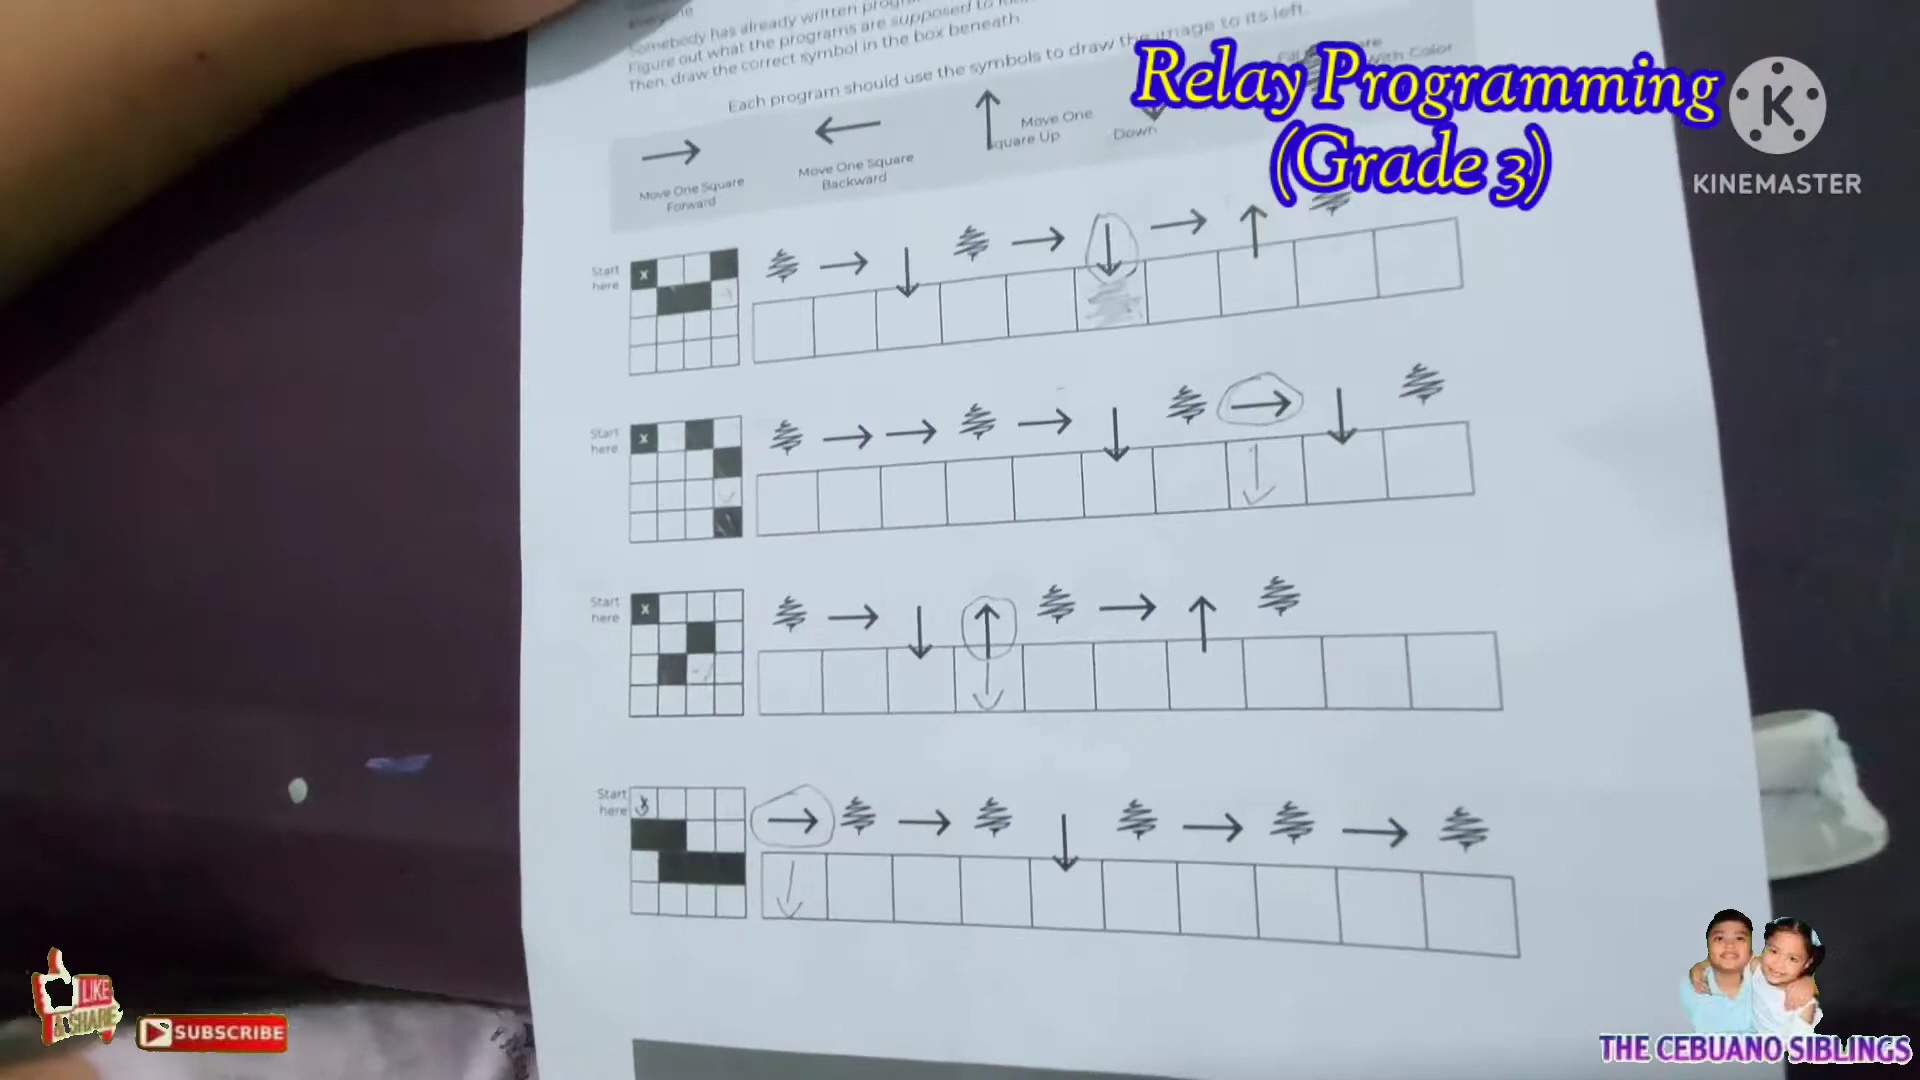 Somebody has already written
Figure out what the programs are supposed to
Then, draw the correct symbol in the box beneath.
Each program should use the symbols to draw the image to its left.
Relay Programming
(Grade 3)
K
KINEMASTER
Move One Square
Forward
Move One Square
Backward
Move One
Square Up
Down
With Color
Start
here
x
Start
here
x
Start
here
x
Start
here
x
LIKE
& SHARE
SUBSCRIBE
THE CEBUANO SIBLINGS